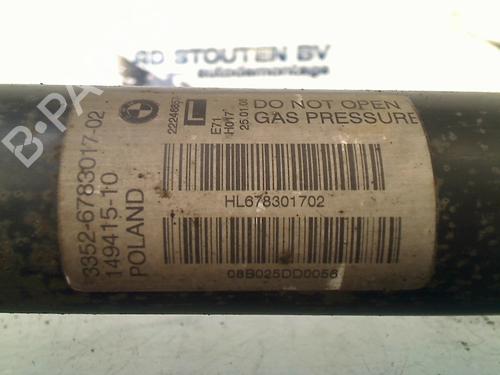 RD STOUTEN BV
autodemontage
B-PA
3352-6783017-02
149415-10
POLAND
L
E71
H017
25.01.08
DO NOT OPEN
GAS PRESSURE
HL678301702
08B025DD0056